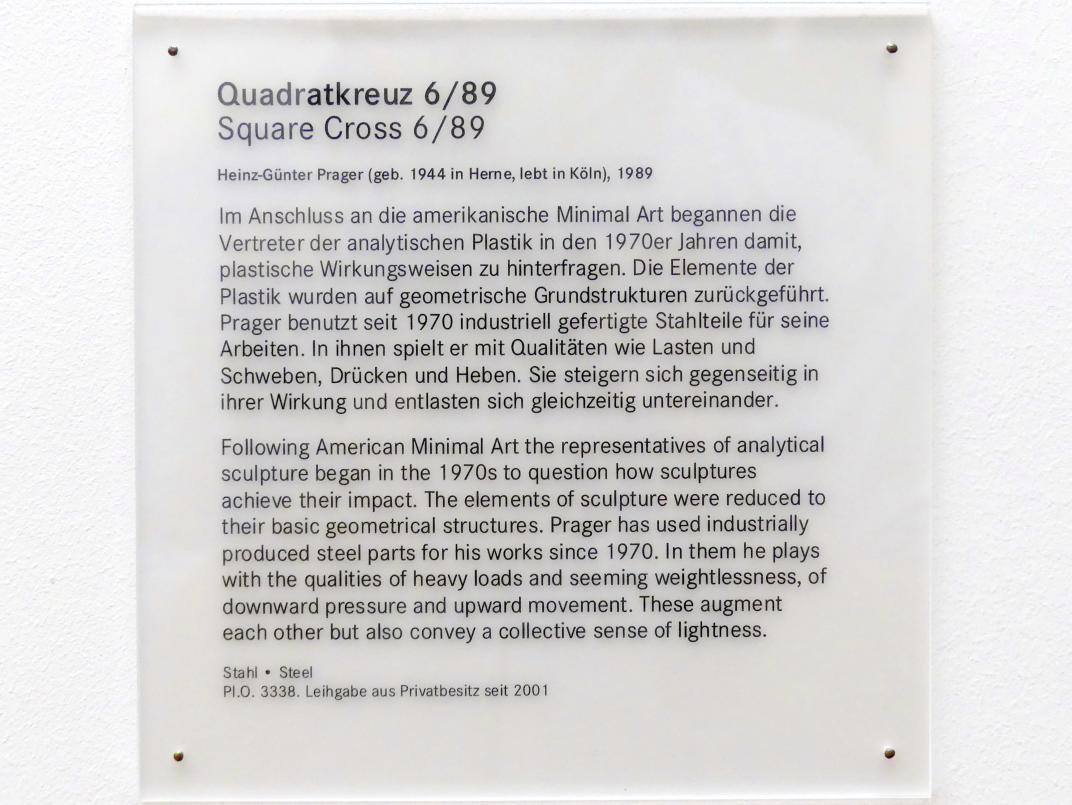 Quadratkreuz 6/89
Square Cross 6/89
Heinz-Günter Prager (geb. 1944 in Herne, lebt in Köln), 1989
Im Anschluss an die amerikanische Minimal Art begannen die
Vertreter der analytischen Plastik in den 1970er Jahren damit,
plastische Wirkungsweisen zu hinterfragen. Die Elemente der
Plastik wurden auf geometrische Grundstrukturen zurückgeführt.
Prager benutzt seit 1970 industriell gefertigte Stahlteile für seine
Arbeiten. In ihnen spielt er mit Qualitäten wie Lasten und
Schweben, Drücken und Heben. Sie steigern sich gegenseitig in
ihrer Wirkung und entlasten sich gleichzeitig untereinander.
Following American Minimal Art the representatives of analytical
sculpture began in the 1970s to question how sculptures
achieve their impact. The elements of sculpture were reduced to
their basic geometrical structures. Prager has used industrially
produced steel parts for his works since 1970. In them he plays
with the qualities of heavy loads and seeming weightlessness, of
downward pressure and upward movement. These augment
each other but also convey a collective sense of lightness.
Stahl • Steel
Pl.O. 3338. Leihgabe aus Privatbesitz seit 2001